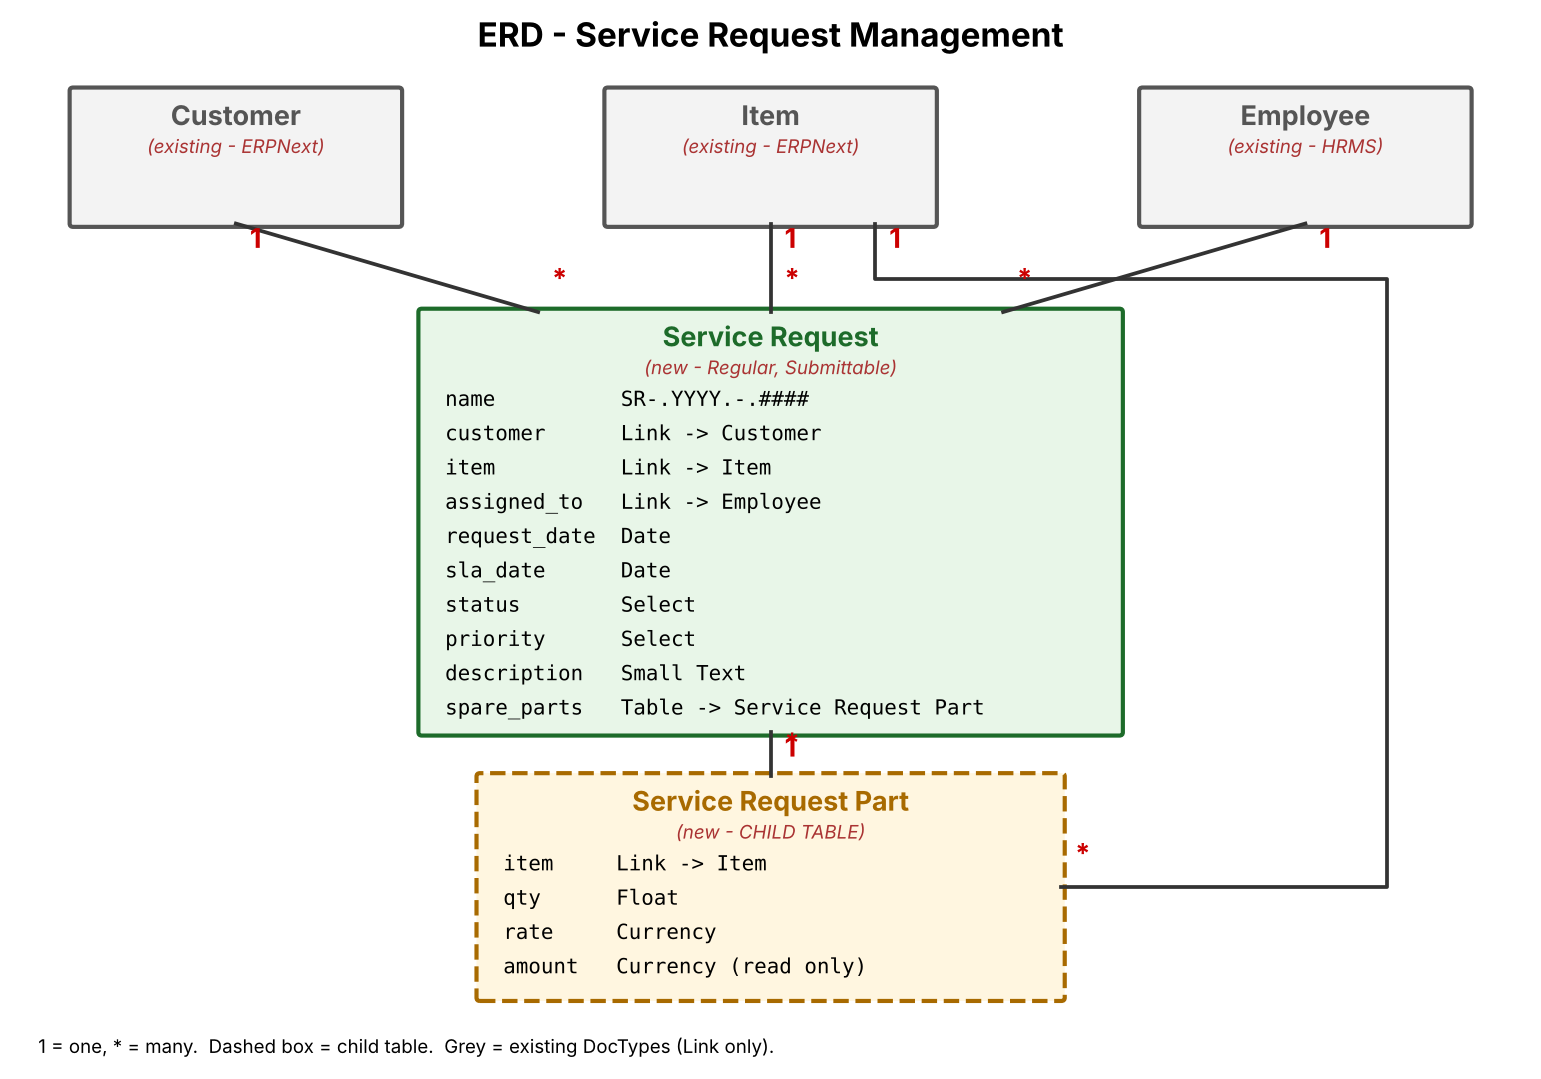 ERD - Service Request Management
Customer
(existing - ERPNext)
Item
(existing - ERPNext)
Employee
(existing - HRMS)
1
1
1
1
*
*
*
Service Request
(new - Regular, Submittable)
name SR-.YYYY.-.####
customer Link -> Customer
item Link -> Item
assigned_to Link -> Employee
request_date Date
sla_date Date
status Select
priority Select
description Small Text
spare_parts Table -> Service Request Part
1
*
Service Request Part
(new - CHILD TABLE)
*
item Link -> Item
qty Float
rate Currency
amount Currency (read only)
1 = one, * = many. Dashed box = child table. Grey = existing DocTypes (Link only).